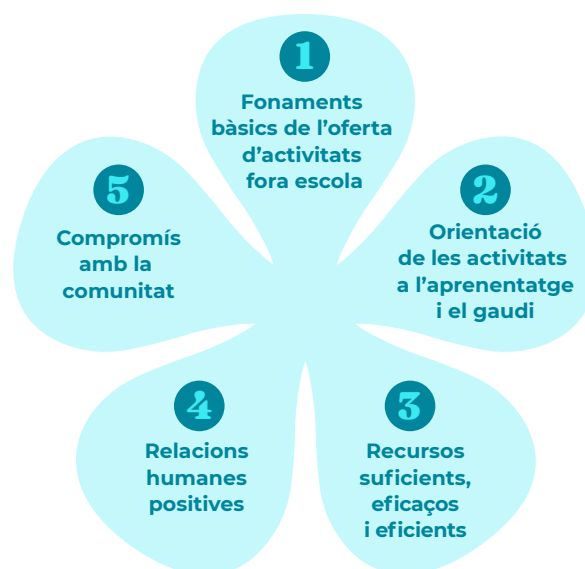 1
Fonaments
bàsics de l’oferta
d’activitats
fora escola
2
Orientació
de les activitats
a l’aprenentatge
i el gaudi
3
Recursos
suficients,
eficaços
i eficients
4
Relacions
humanes
positives
5
Compromís
amb la
comunitat